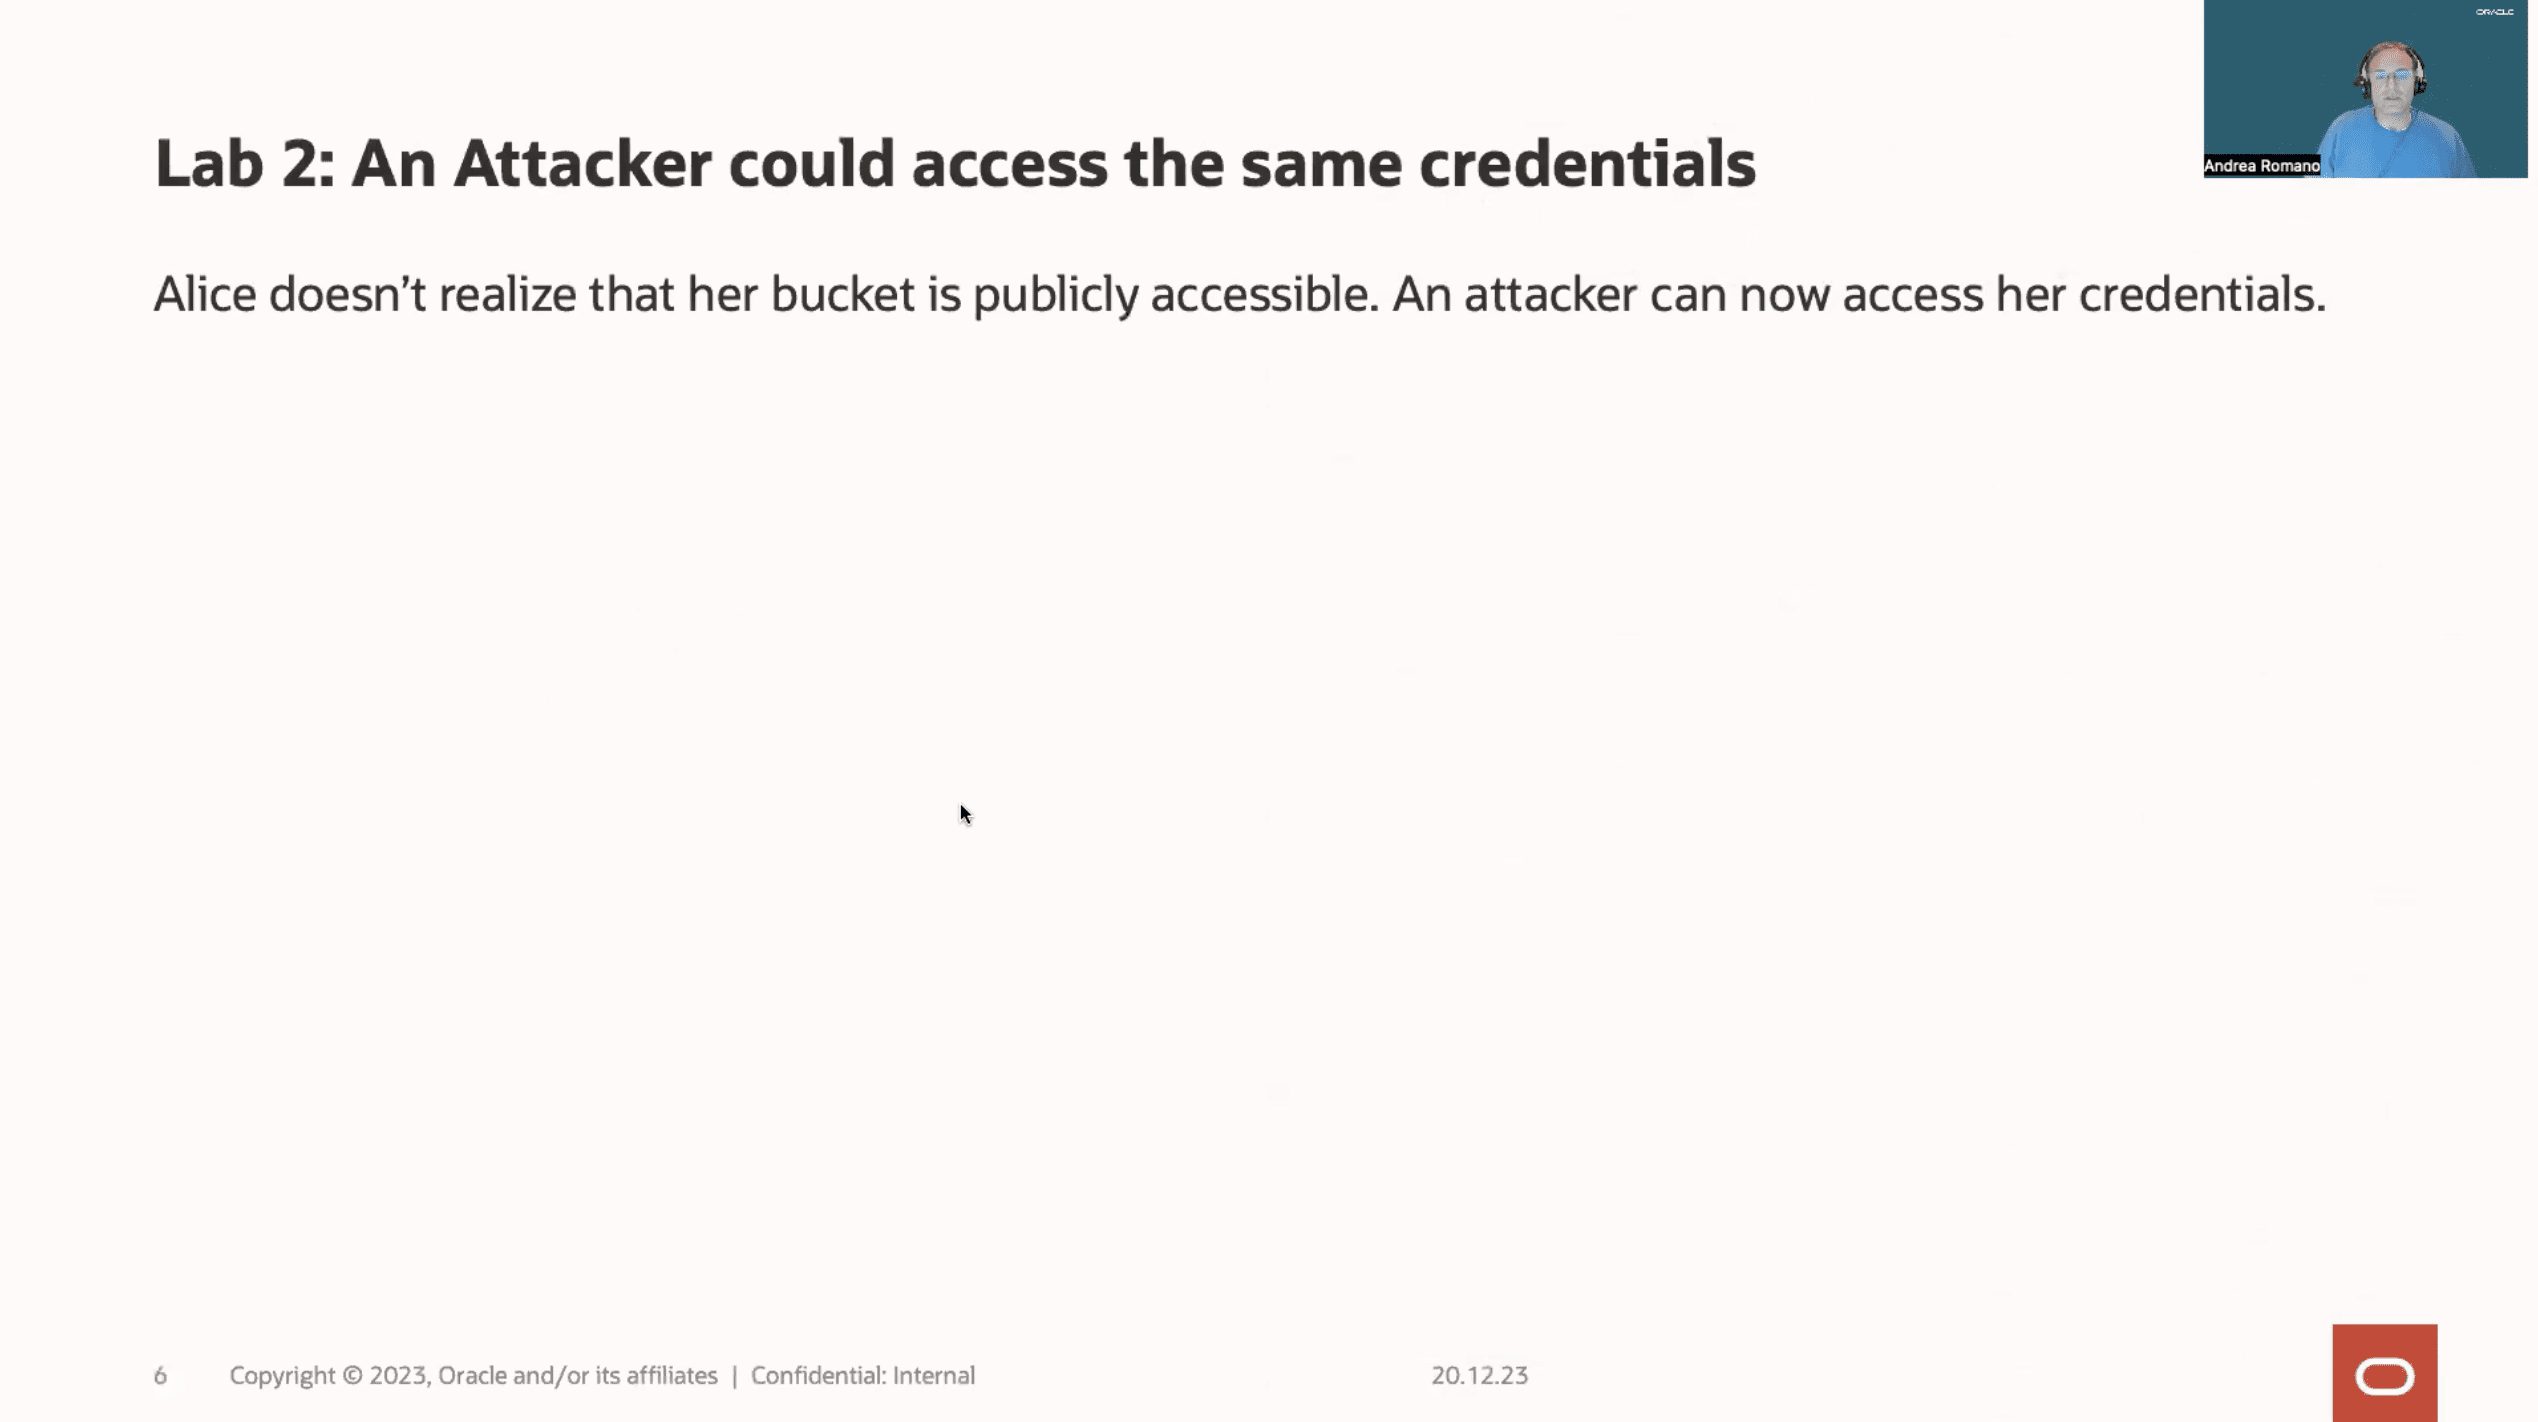 ORACLE
Andrea Romano
Lab 2: An Attacker could access the same credentials
Alice doesn’t realize that her bucket is publicly accessible. An attacker can now access her credentials.
6 Copyright © 2023, Oracle and/or its affiliates | Confidential: Internal 20.12.23